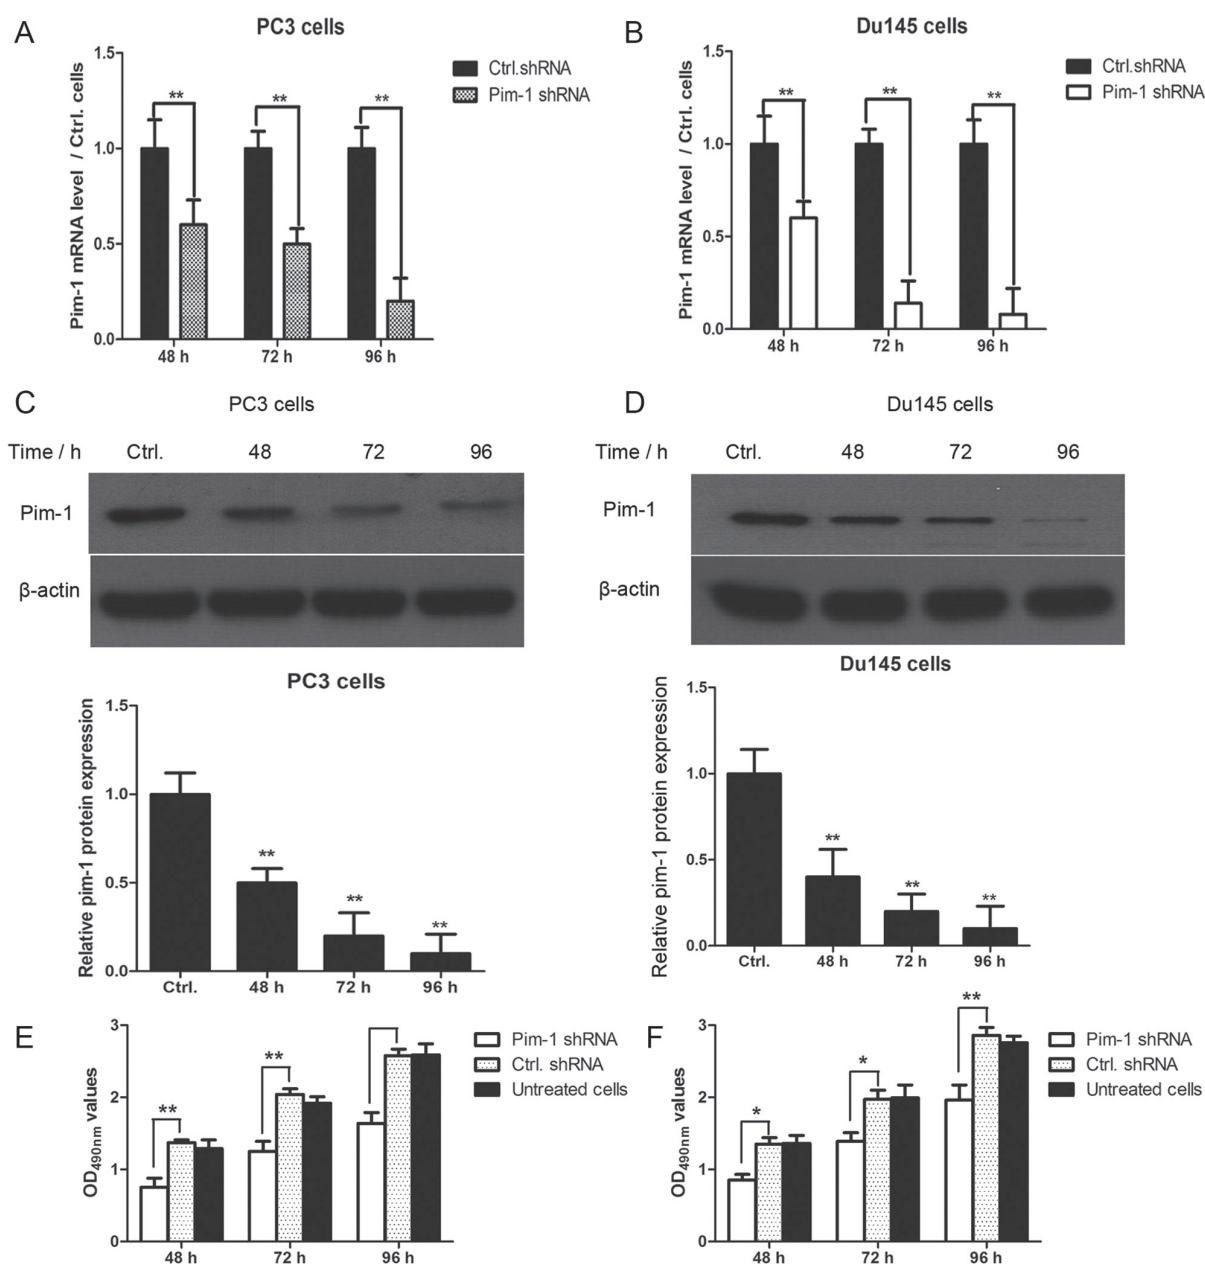 A
PC3 cells
Pim-1 mRNA level / Ctrl. cells
1.5
1.0
0.5
0.0
** ** **
48 h 72 h 96 h
Ctrl.shRNA
Pim-1 shRNA
B
Du145 cells
Pim-1 mRNA level / Ctrl. cells
1.5
1.0
0.5
0.0
** ** **
48 h 72 h 96 h
Ctrl.shRNA
Pim-1 shRNA
C
PC3 cells
Time / h Ctrl. 48 72 96
Pim-1
β-actin
PC3 cells
Relative pim-1 protein expression
1.5
1.0
0.5
0.0
** ** **
Ctrl. 48 h 72 h 96 h
D
Du145 cells
Time / h Ctrl. 48 72 96
Pim-1
β-actin
Du145 cells
Relative pim-1 protein expression
1.5
1.0
0.5
0.0
** ** **
Ctrl. 48 h 72 h 96 h
E
OD490nm values
3
2
1
0
** **
48 h 72 h 96 h
Pim-1 shRNA
Ctrl. shRNA
Untreated cells
F
OD490nm values
3
2
1
0
* * **
48 h 72 h 96 h
Pim-1 shRNA
Ctrl. shRNA
Untreated cells